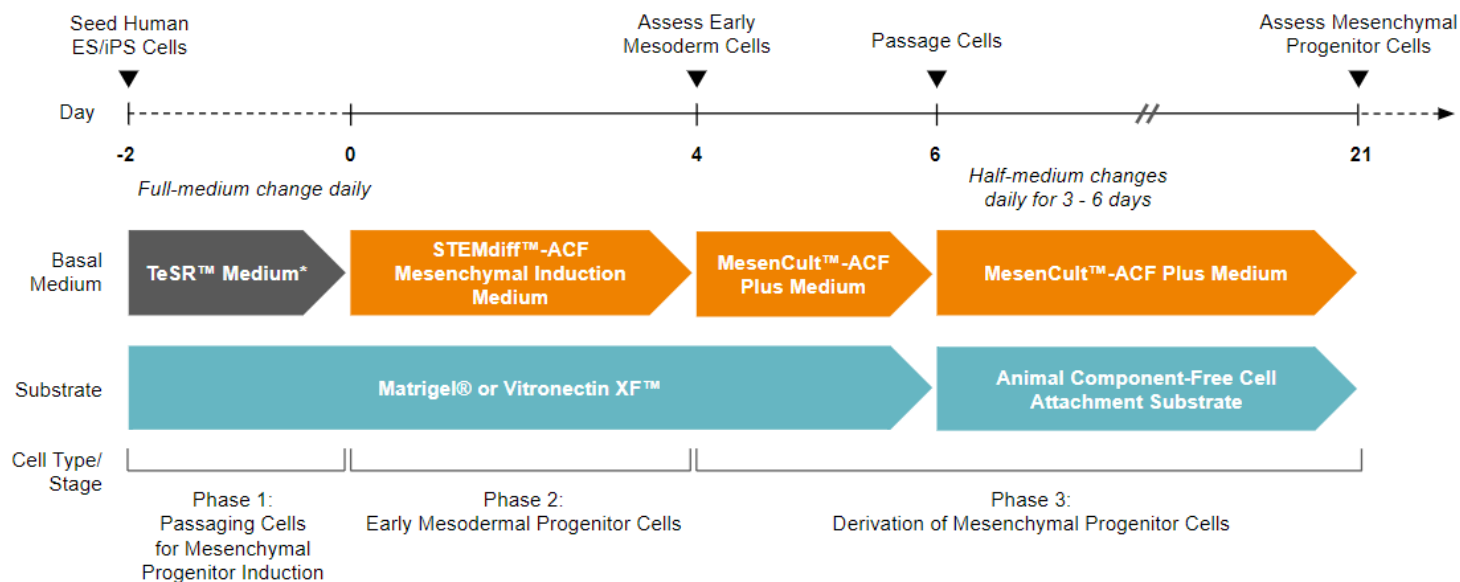 Seed Human
ES/iPS Cells
Assess Early
Mesoderm Cells
Passage Cells
Assess Mesenchymal
Progenitor Cells
Day
-2
0
4
6
21
Full-medium change daily
Half-medium changes
daily for 3 - 6 days
Basal
Medium
TeSR™ Medium*
STEMdiff™-ACF
Mesenchymal Induction
Medium
MesenCult™-ACF
Plus Medium
MesenCult™-ACF Plus Medium
Substrate
Matrigel® or Vitronectin XF™
Animal Component-Free Cell
Attachment Substrate
Cell Type/
Stage
Phase 1:
Passaging Cells
for Mesenchymal
Progenitor Induction
Phase 2:
Early Mesodermal Progenitor Cells
Phase 3:
Derivation of Mesenchymal Progenitor Cells